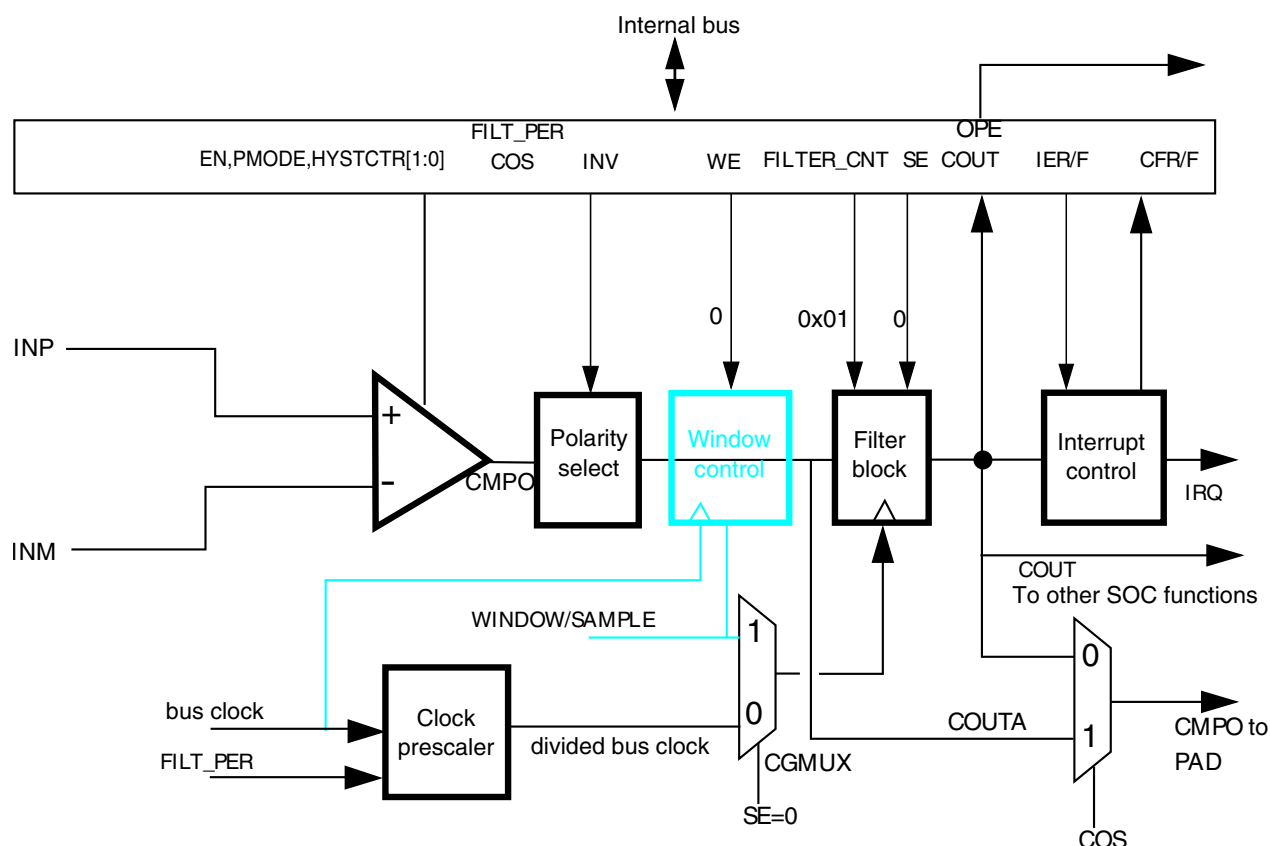 Internal bus
FILT_PER
OPE
EN,PMODE,HYSTCTR[1:0]
COS
INV
WE
FILTER_CNT
SE
COUT
IER/F
CFR/F
0
0x01
0
INP
+
-
INM
CMPO
Polarity
select
Window
control
Filter
block
Interrupt
control
IRQ
COUT
To other SOC functions
WINDOW/SAMPLE
1
0
0
1
bus clock
FILT_PER
Clock
prescaler
divided bus clock
CGMUX
SE=0
COUTA
CMPO to
PAD
COS